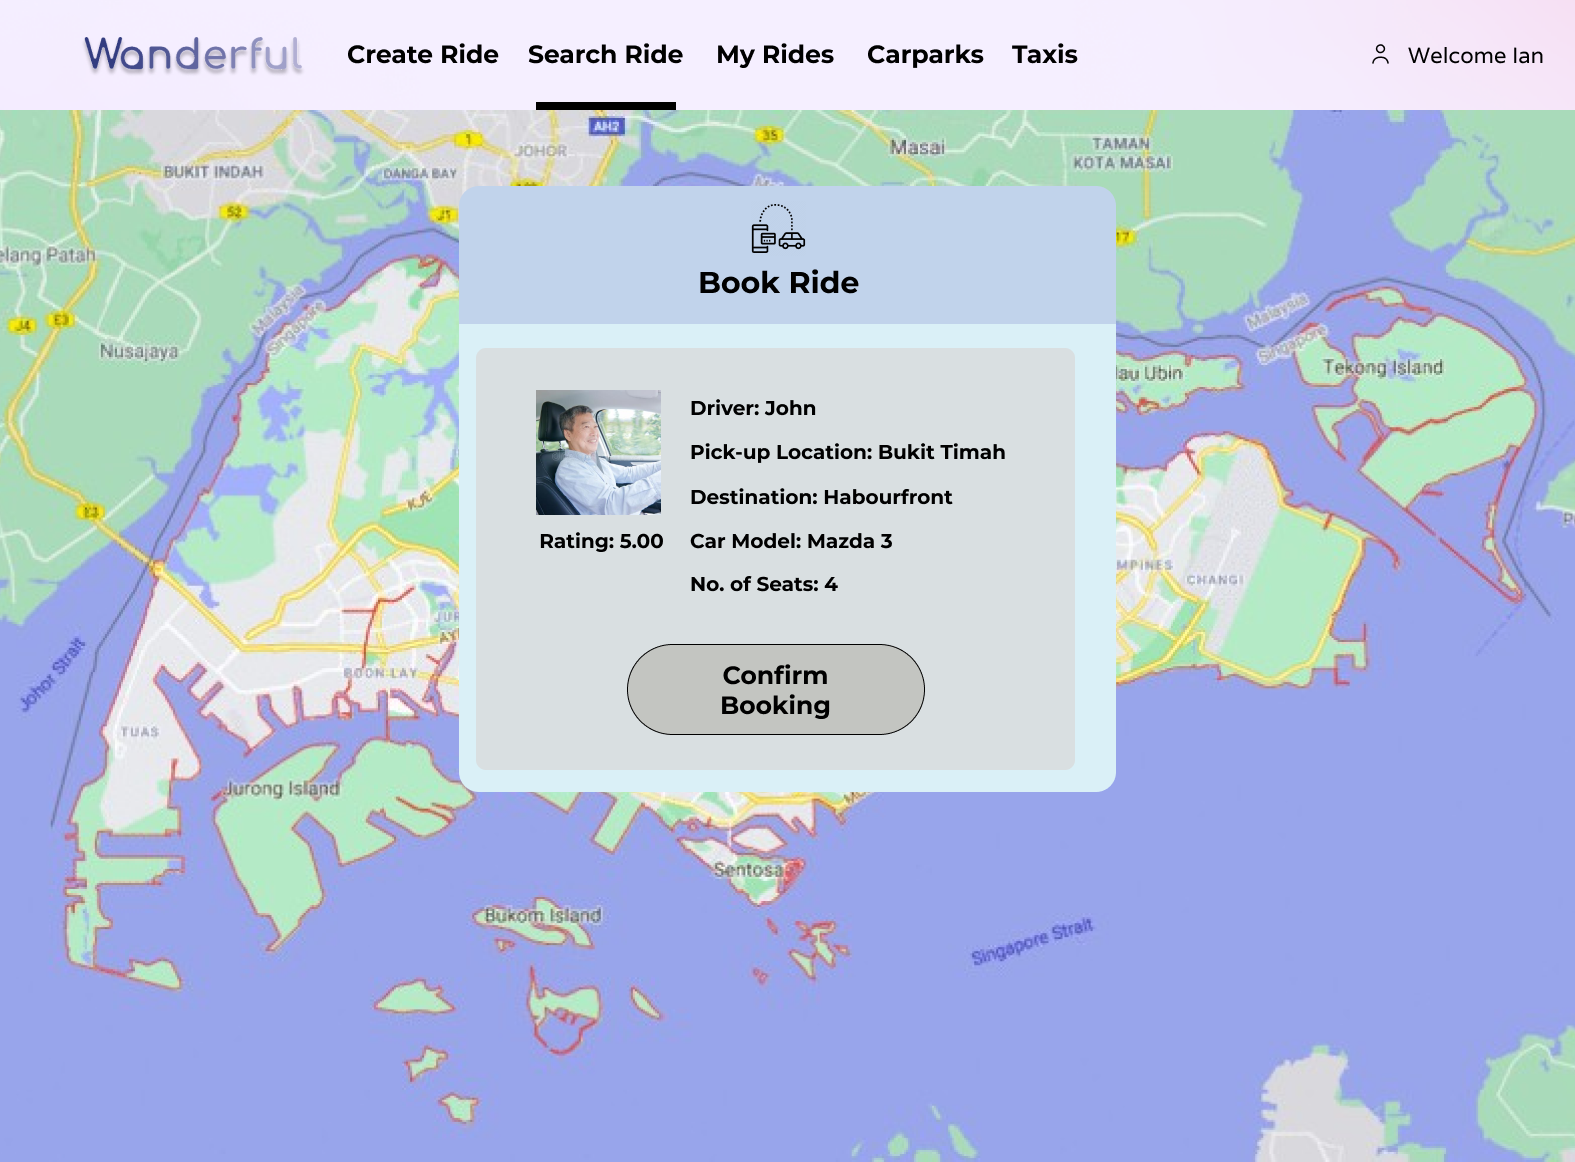 Wanderful
Create Ride
Search Ride
My Rides
Carparks
Taxis
Welcome Ian
AH2
1
35
JOHOR
Masai
TAMAN
KOTA MASAI
BUKIT INDAH
DANGA BAY
52
J1
17
elang Patah
Malaysia
Singapore
J4
E3
Nusajaya
Malaysia
Singapore
Tekong Island
lau Ubin
Book Ride
Driver: John
Pick-up Location: Bukit Timah
Destination: Habourfront
Rating: 5.00
Car Model: Mazda 3
No. of Seats: 4
Confirm
Booking
KJE
E3
MPINES
CHANGI
JUR
AY
BOON LAY
Johor Strait
TUAS
Jurong Island
Sentosa
Bukom Island
Singapore Strait